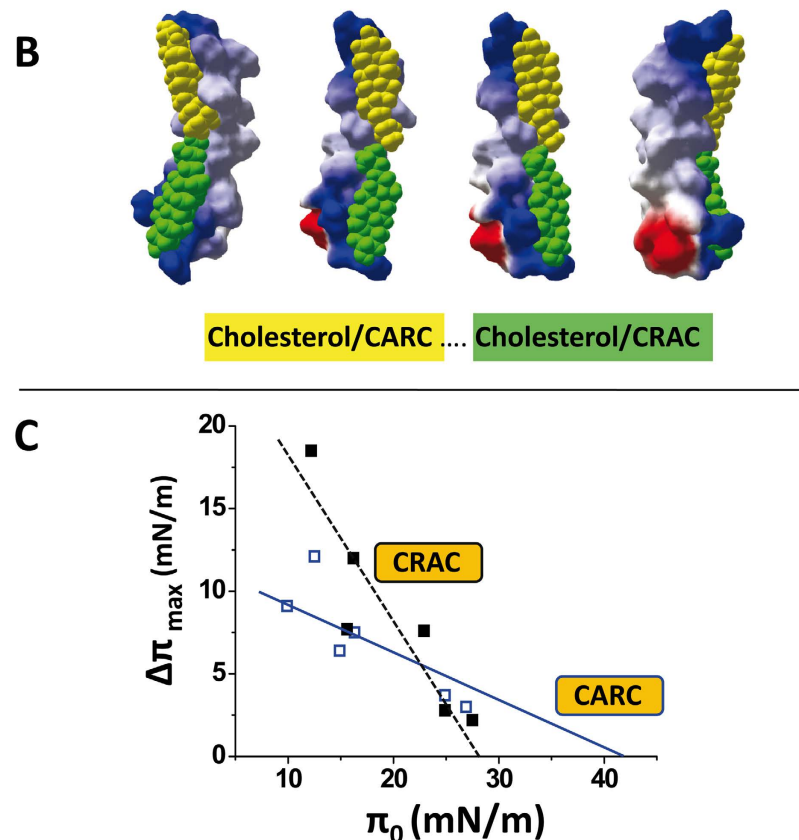 B
Cholesterol/CARC .... Cholesterol/CRAC
C
20
15
10
5
0
Δπ max (mN/m)
CRAC
CARC
10 20 30 40
π0 (mN/m)